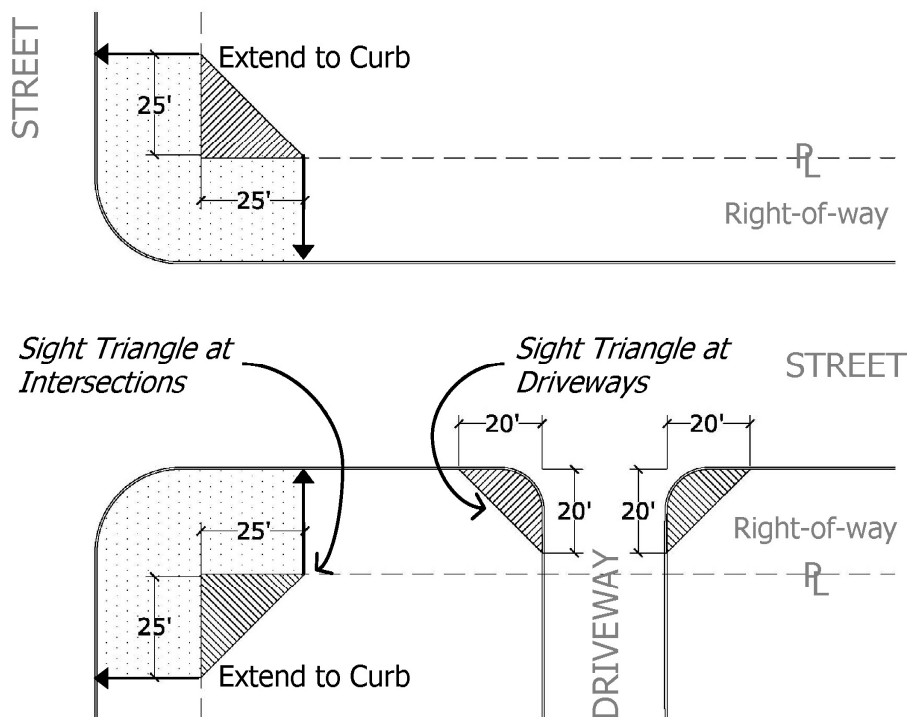 STREET
Extend to Curb
25'
25'
PL
Right-of-way
Sight Triangle at
Intersections
Sight Triangle at
Driveways
STREET
20'
20'
25'
20'
20'
Right-of-way
PL
25'
Extend to Curb
DRIVEWAY